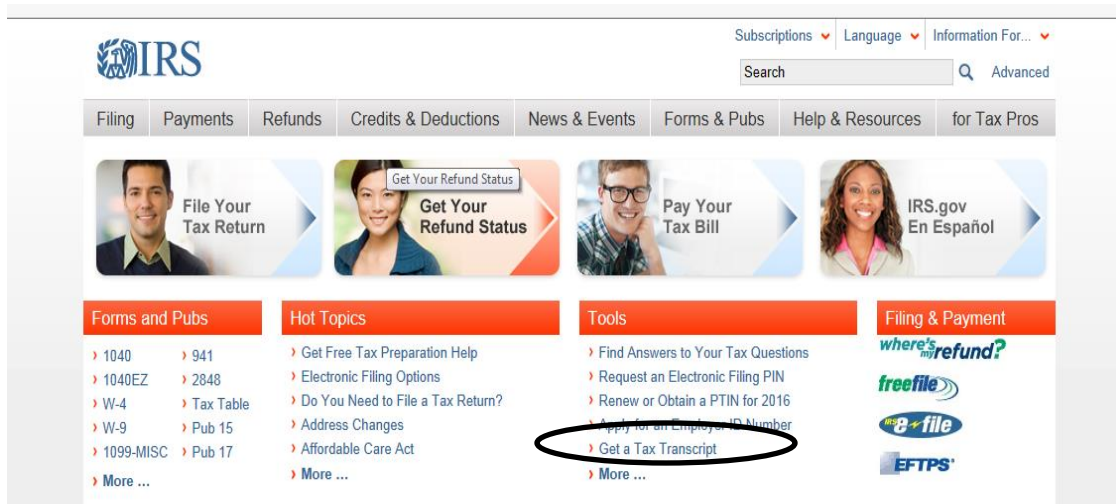 Subscriptions Language Information For...
IRS
Search Advanced
Filing Payments Refunds Credits & Deductions News & Events Forms & Pubs Help & Resources for Tax Pros
File Your
Tax Return
Get Your Refund Status
Get Your
Refund Status
Pay Your
Tax Bill
IRS.gov
En Español
Forms and Pubs
1040
1040EZ
W-4
W-9
1099-MISC
More ...
941
2848
Tax Table
Pub 15
Pub 17
Hot Topics
Get Free Tax Preparation Help
Electronic Filing Options
Do You Need to File a Tax Return?
Address Changes
Affordable Care Act
More ...
Tools
Find Answers to Your Tax Questions
Request an Electronic Filing PIN
Renew or Obtain a PTIN for 2016
Apply for an Employer ID Number
Get a Tax Transcript
More ...
Filing & Payment
where's my refund?
freefile
IRS e-file
EFTPS